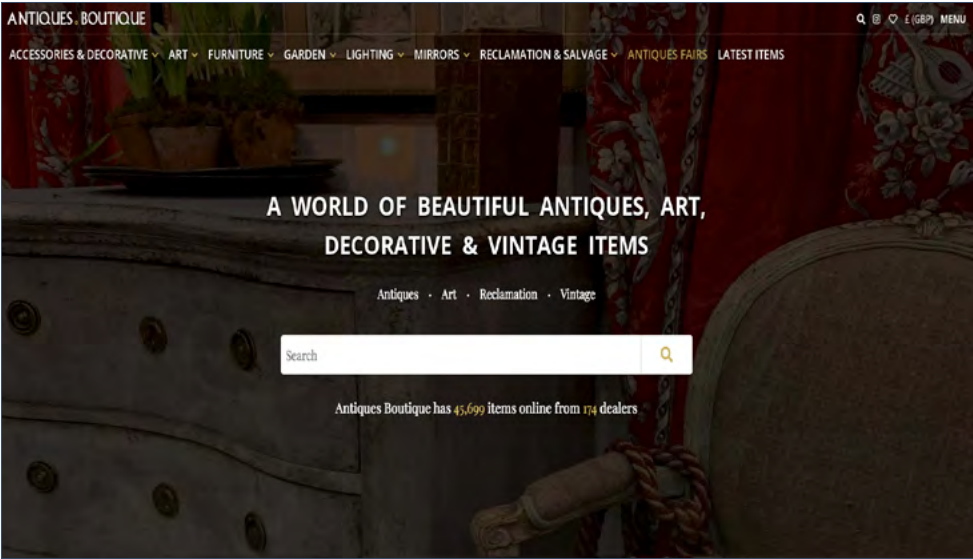 ANTIQUES.BOUTIQUE
£ (GBP) MENU
ACCESSORIES & DECORATIVE ART FURNITURE GARDEN LIGHTING MIRRORS RECLAMATION & SALVAGE ANTIQUES FAIRS LATEST ITEMS
A WORLD OF BEAUTIFUL ANTIQUES, ART,
DECORATIVE & VINTAGE ITEMS
Antiques · Art · Reclamation · Vintage
Search
Antiques Boutique has 45,699 items online from 174 dealers